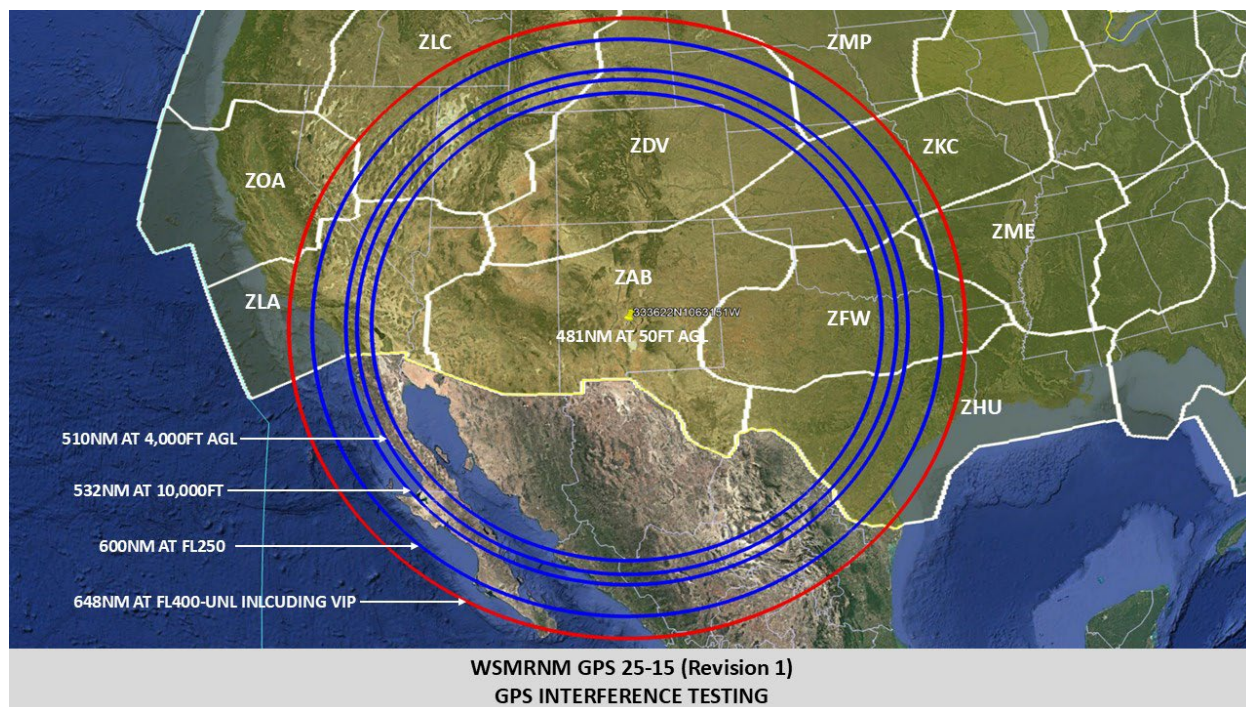 ZLC
ZMP
ZDV
ZKC
ZOA
ZME
ZAB
ZLA
333622N1063151W
ZFW
481NM AT 50FT AGL
ZHU
510NM AT 4,000FT AGL
532NM AT 10,000FT
600NM AT FL250
648NM AT FL400-UNL INLCUDING VIP
WSMRNM GPS 25-15 (Revision 1)
GPS INTERFERENCE TESTING